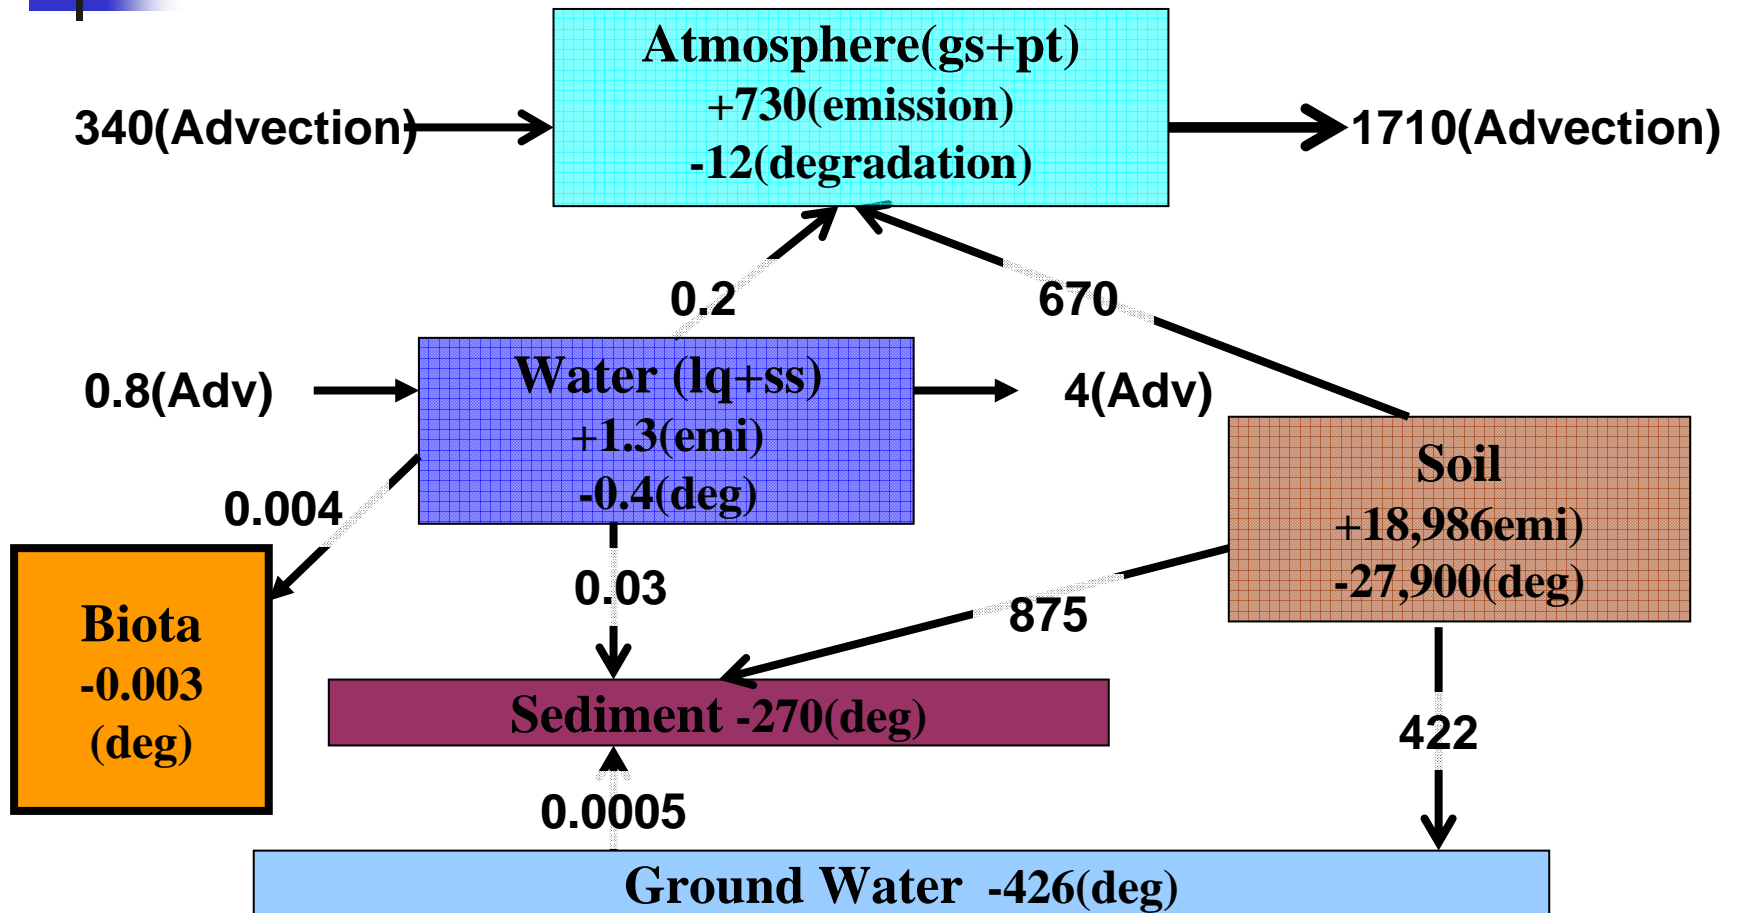 Atmosphere(gs+pt)
+730(emission)
-12(degradation)
340(Advection)
1710(Advection)
0.2
670
0.8(Adv)
Water (lq+ss)
+1.3(emi)
-0.4(deg)
4(Adv)
Soil
+18,986emi)
-27,900(deg)
0.004
0.03
875
Biota
-0.003
(deg)
Sediment -270(deg)
422
0.0005
Ground Water -426(deg)